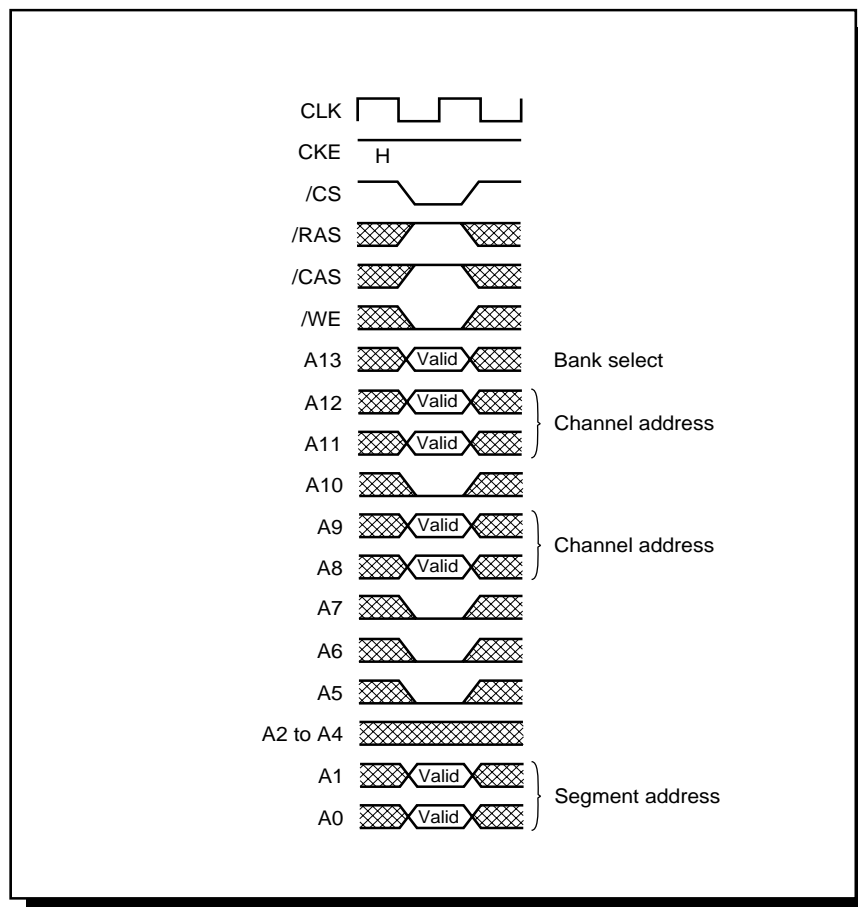 CLK
CKE H
/CS
/RAS
/CAS
/WE
A13 Valid Bank select
A12 Valid
Channel address
A11 Valid
A10
A9 Valid
Channel address
A8 Valid
A7
A6
A5
A2 to A4
A1 Valid
Segment address
A0 Valid